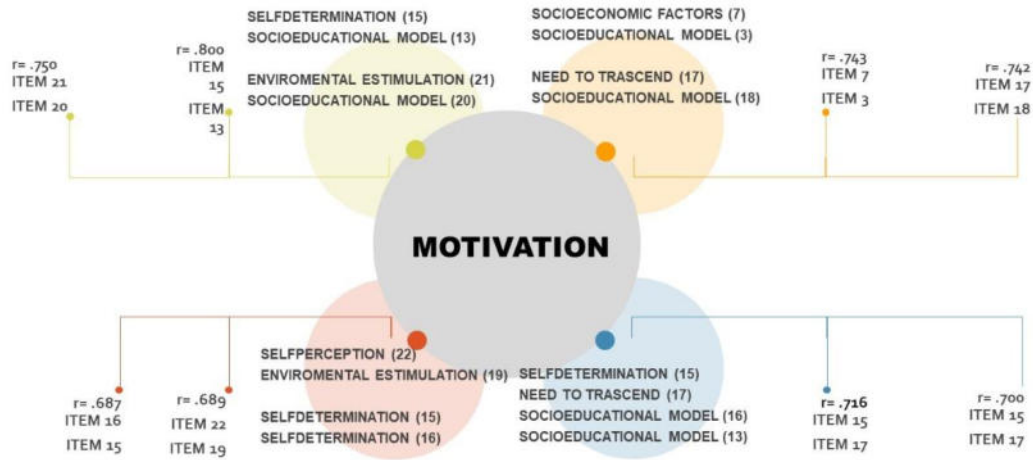 SELFDETERMINATION (15)
SOCIOEDUCATIONAL MODEL (13)
ENVIROMENTAL ESTIMULATION (21)
SOCIOEDUCATIONAL MODEL (20)
SOCIOECONOMIC FACTORS (7)
SOCIOEDUCATIONAL MODEL (3)
NEED TO TRASCEND (17)
SOCIOEDUCATIONAL MODEL (18)
r= .750
ITEM 21
ITEM 20
r= .800
ITEM
15
ITEM
13
r= .743
ITEM 7
ITEM 3
r= .742
ITEM 17
ITEM 18
MOTIVATION
SELFPERCEPTION (22)
ENVIROMENTAL ESTIMULATION (19)
SELFDETERMINATION (15)
SELFDETERMINATION (16)
SELFDETERMINATION (15)
NEED TO TRASCEND (17)
SOCIOEDUCATIONAL MODEL (16)
SOCIOEDUCATIONAL MODEL (13)
r= .687
ITEM 16
ITEM 15
r= .689
ITEM 22
ITEM 19
r= .716
ITEM 15
ITEM 17
r= .700
ITEM 15
ITEM 17